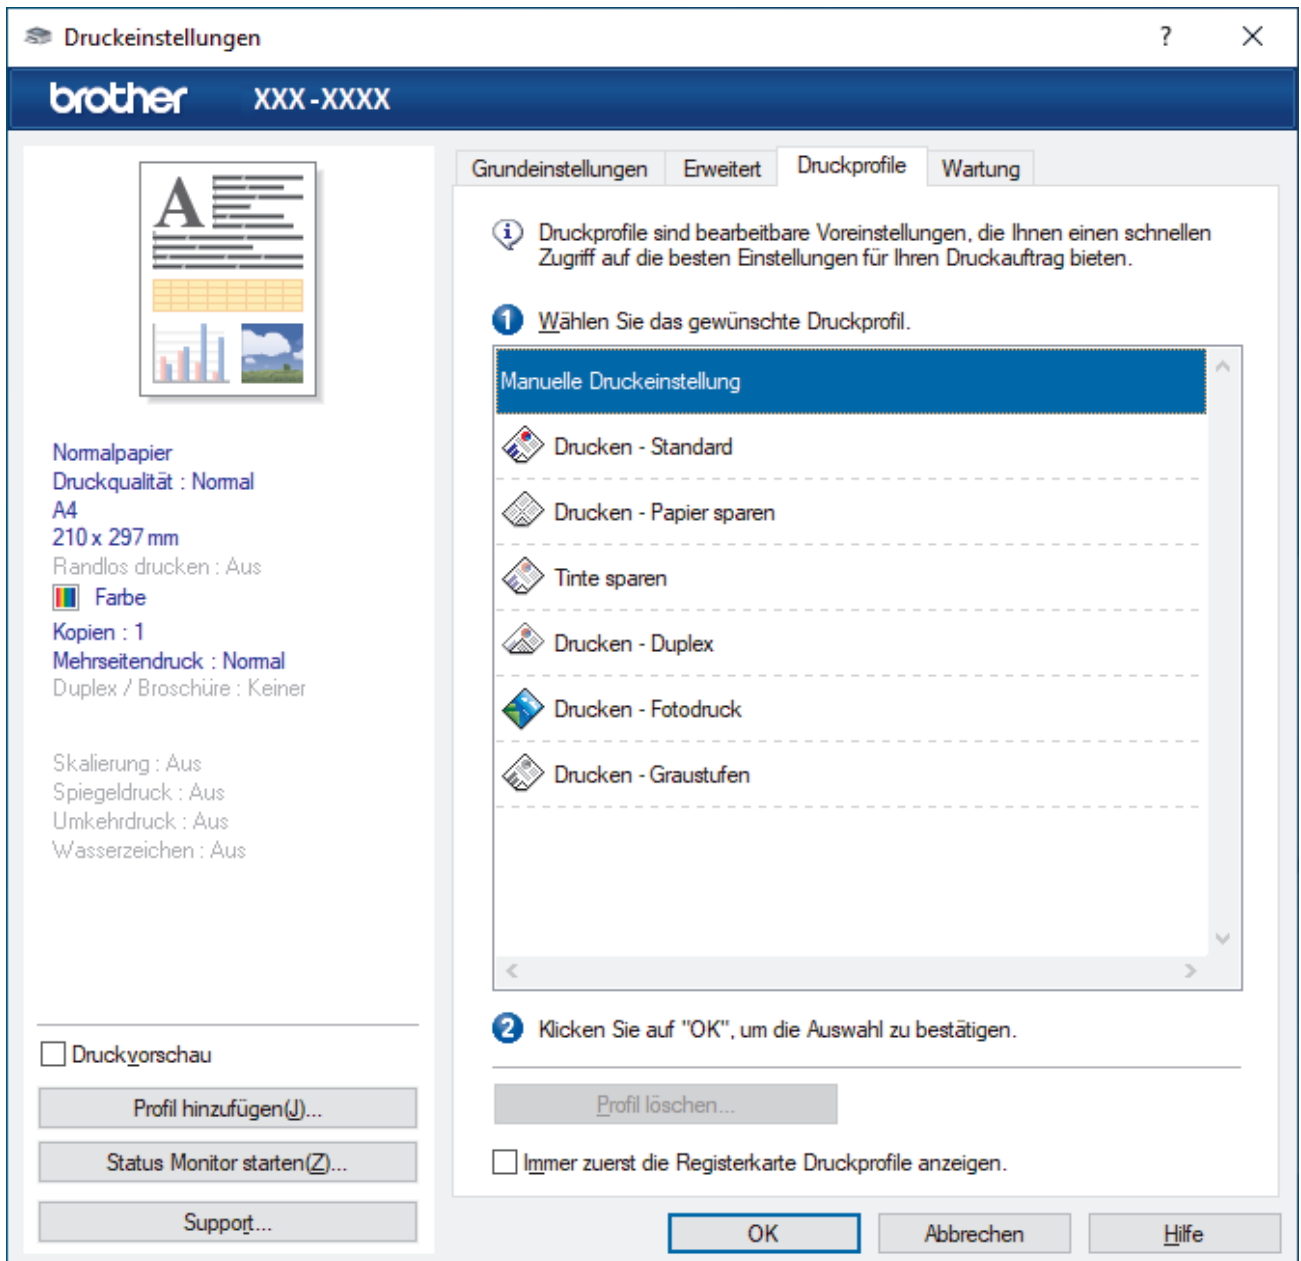 Druckeinstellungen ?
brother XXX-XXXX
Grundeinstellungen Erweitert Druckprofile Wartung
A
Normalpapier
Druckqualität : Normal
A4
210 x 297 mm
Randlos drucken : Aus
Farbe
Kopien : 1
Mehrseitendruck : Normal
Duplex / Broschüre : Keiner
Skalierung : Aus
Spiegeldruck : Aus
Umkehrdruck : Aus
Wasserzeichen : Aus
Druckvorschau
Profil hinzufügen(J)...
Status Monitor starten(Z)...
Support...
Druckprofile sind bearbeitbare Voreinstellungen, die Ihnen einen schnellen
Zugriff auf die besten Einstellungen für Ihren Druckauftrag bieten.
1 Wählen Sie das gewünschte Druckprofil.
Manuelle Druckeinstellung
Drucken - Standard
Drucken - Papier sparen
Tinte sparen
Drucken - Duplex
Drucken - Fotodruck
Drucken - Graustufen
2 Klicken Sie auf "OK", um die Auswahl zu bestätigen.
Profil löschen...
Immer zuerst die Registerkarte Druckprofile anzeigen.
OK Abbrechen Hilfe